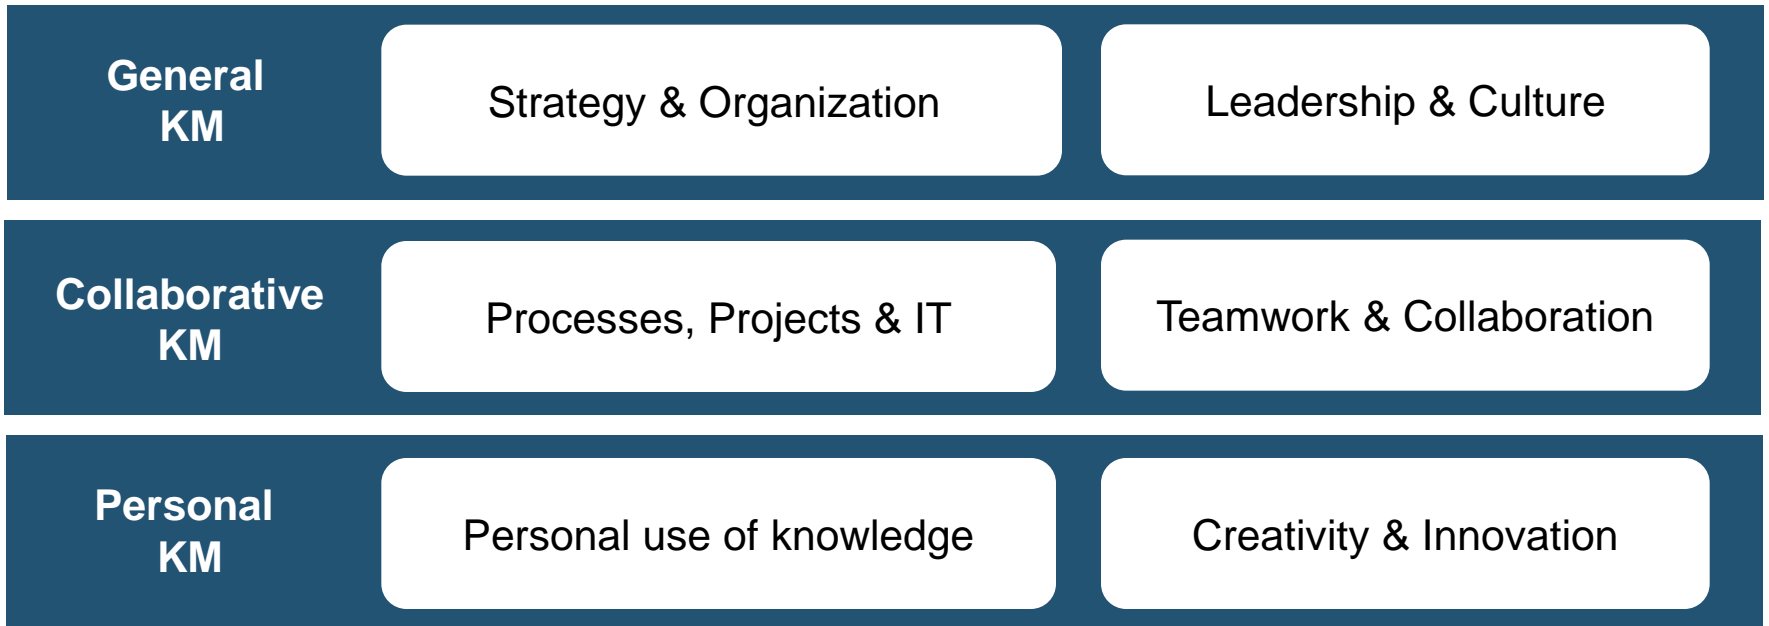 General
KM
Strategy & Organization
Leadership & Culture
Collaborative
KM
Processes, Projects & IT
Teamwork & Collaboration
Personal
KM
Personal use of knowledge
Creativity & Innovation